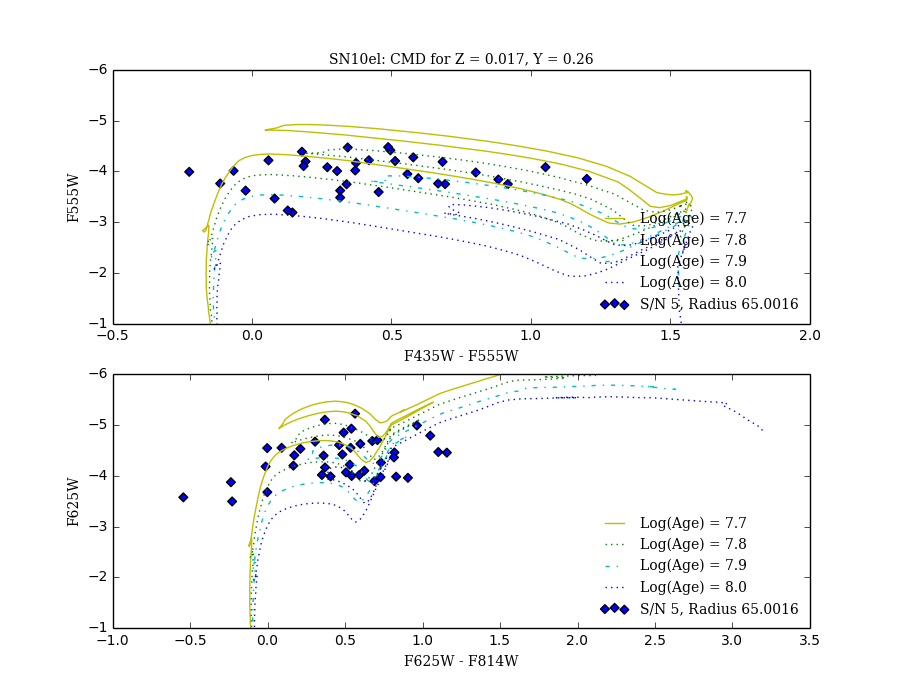 SN10el: CMD for Z = 0.017, Y = 0.26
−6
−5
−4
−3
−2
−1
F555W
Log(Age) = 7.7
Log(Age) = 7.8
Log(Age) = 7.9
Log(Age) = 8.0
S/N 5, Radius 65.0016
−0.5 0.0 0.5 1.0 1.5 2.0
F435W - F555W
−6
−5
−4
−3
−2
−1
F625W
Log(Age) = 7.7
Log(Age) = 7.8
Log(Age) = 7.9
Log(Age) = 8.0
S/N 5, Radius 65.0016
−1.0 −0.5 0.0 0.5 1.0 1.5 2.0 2.5 3.0 3.5
F625W - F814W